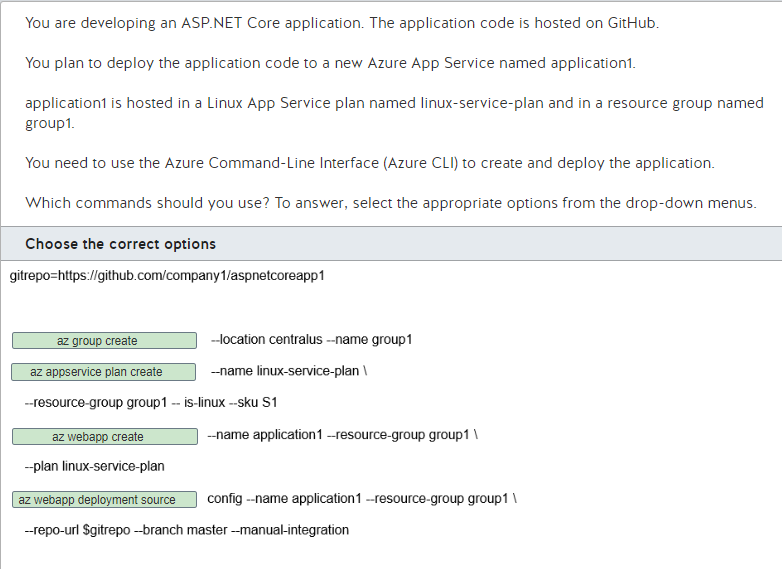 You are developing an ASP.NET Core application. The application code is hosted on GitHub.
You plan to deploy the application code to a new Azure App Service named application1.
application1 is hosted in a Linux App Service plan named linux-service-plan and in a resource group named
group1.
You need to use the Azure Command-Line Interface (Azure CLI) to create and deploy the application.
Which commands should you use? To answer, select the appropriate options from the drop-down menus.
Choose the correct options
gitrepo=https://github.com/company1/aspnetcoreapp1
az group create --location centralus --name group1
az appservice plan create --name linux-service-plan \
--resource-group group1 -- is-linux --sku S1
az webapp create --name application1 --resource-group group1 \
--plan linux-service-plan
az webapp deployment source config --name application1 --resource-group group1 \
--repo-url $gitrepo --branch master --manual-integration